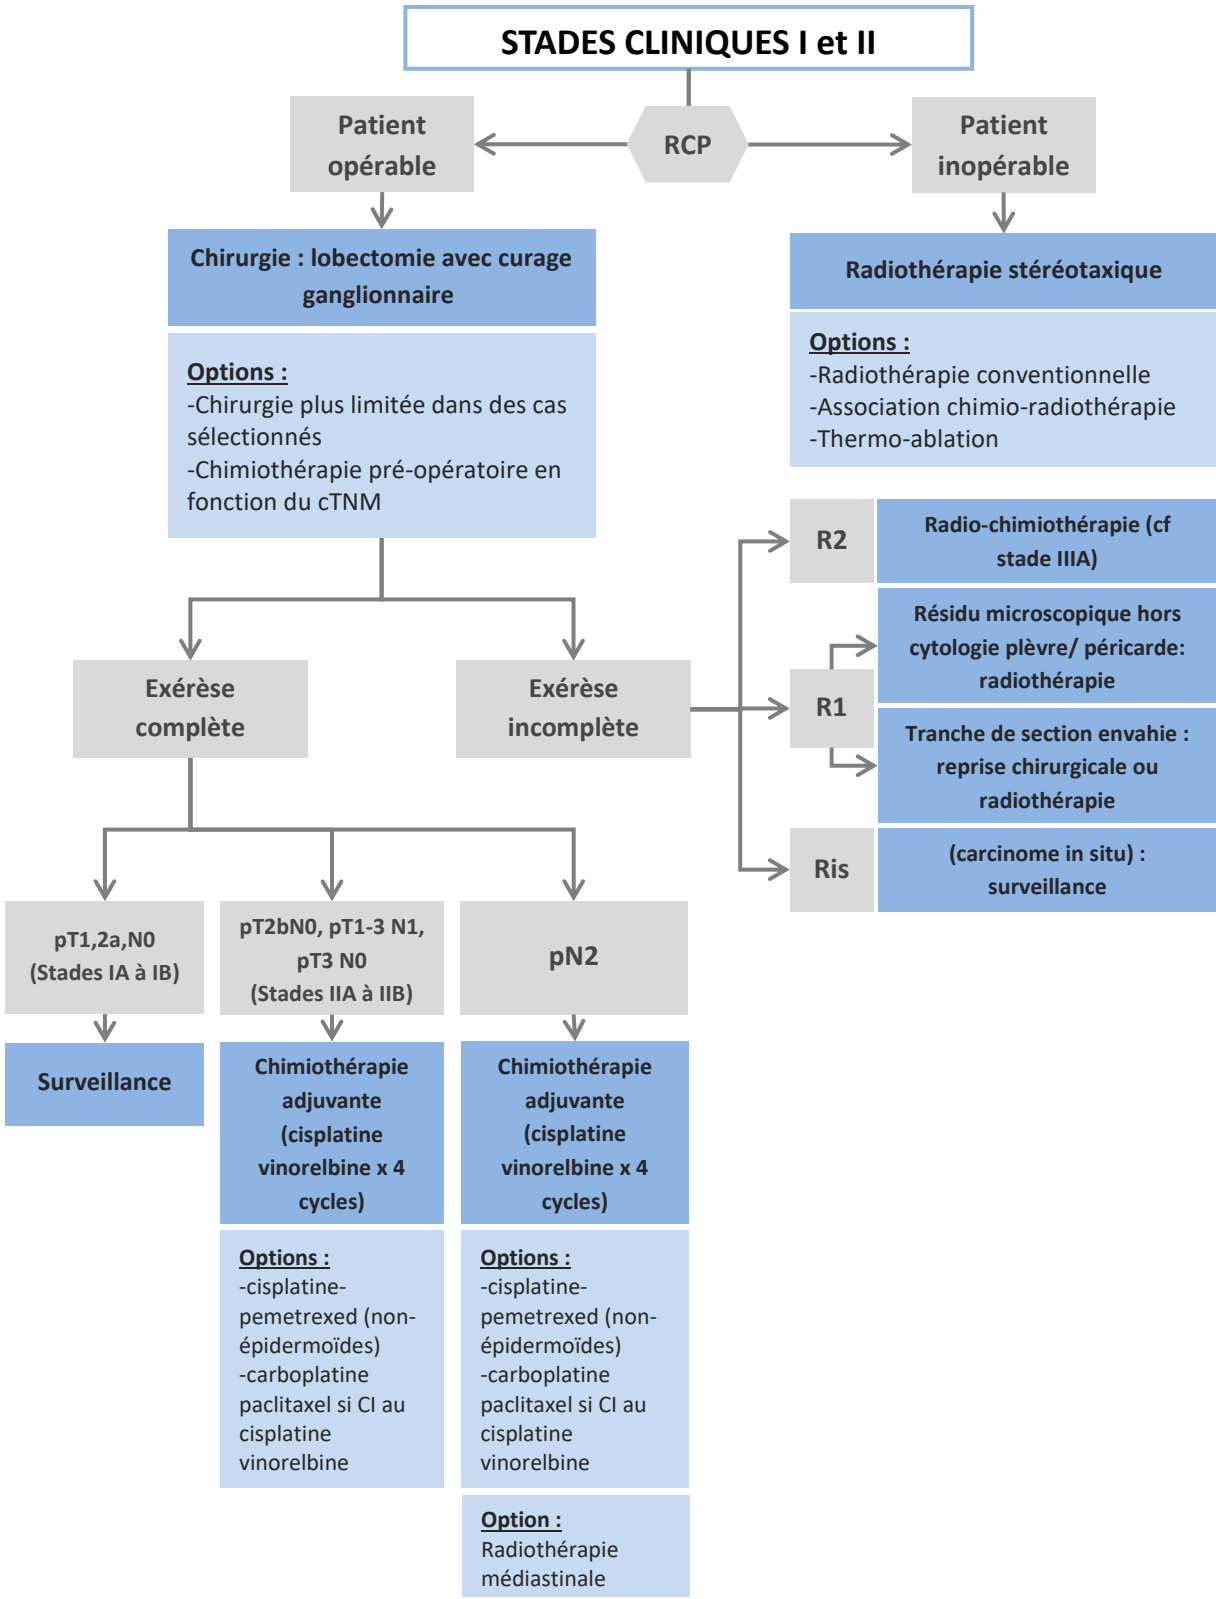 STADES CLINIQUES I et II
RCP
Patient
opérable
Patient
inopérable
Chirurgie : lobectomie avec curage
ganglionnaire
Options :
-Chirurgie plus limitée dans des cas
sélectionnés
-Chimiothérapie pré-opératoire en
fonction du cTNM
Radiothérapie stéréotaxique
Options :
-Radiothérapie conventionnelle
-Association chimio-radiothérapie
-Thermo-ablation
Exérèse
complète
Exérèse
incomplète
R2
Radio-chimiothérapie (cf
stade IIIA)
R1
Résidu microscopique hors
cytologie plèvre/ péricarde:
radiothérapie
Tranche de section envahie :
reprise chirurgicale ou
radiothérapie
Ris
(carcinome in situ) :
surveillance
pT1,2a,N0
(Stades IA à IB)
Surveillance
pT2bN0, pT1-3 N1,
pT3 N0
(Stades IIA à IIB)
Chimiothérapie
adjuvante
(cisplatine
vinorelbine x 4
cycles)
Options :
-cisplatine-
pemetrexed (non-
épidermoïdes)
-carboplatine
paclitaxel si CI au
cisplatine
vinorelbine
pN2
Chimiothérapie
adjuvante
(cisplatine
vinorelbine x 4
cycles)
Options :
-cisplatine-
pemetrexed (non-
épidermoïdes)
-carboplatine
paclitaxel si CI au
cisplatine
vinorelbine
Option :
Radiothérapie
médiastinale